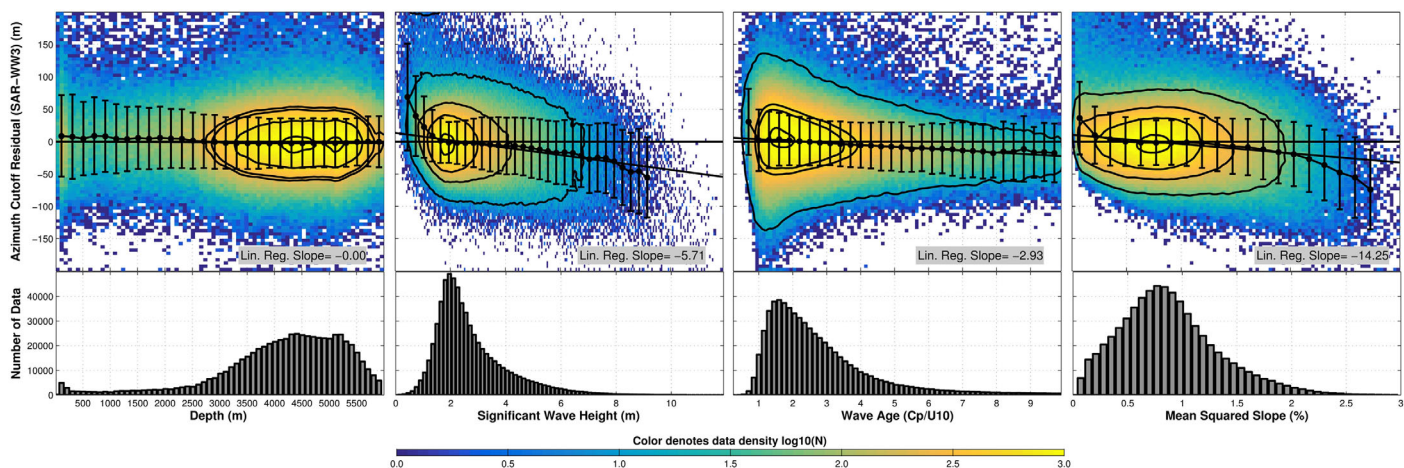 Azimuth Cutoff Residual (SAR−WW3) (m)
150
100
50
0
−50
−100
−150
Lin. Reg. Slope= −0.00
Lin. Reg. Slope= −5.71
Lin. Reg. Slope= −2.93
Lin. Reg. Slope= −14.25
Number of Data
40000
30000
20000
10000
0
500 1000 1500 2000 2500 3000 3500 4000 4500 5000 5500
Depth (m)
0 2 4 6 8 10
Significant Wave Height (m)
1 2 3 4 5 6 7 8 9
Wave Age (Cp/U10)
0 0.5 1 1.5 2 2.5 3
Mean Squared Slope (%)
Color denotes data density log10(N)
0.0 0.5 1.0 1.5 2.0 2.5 3.0